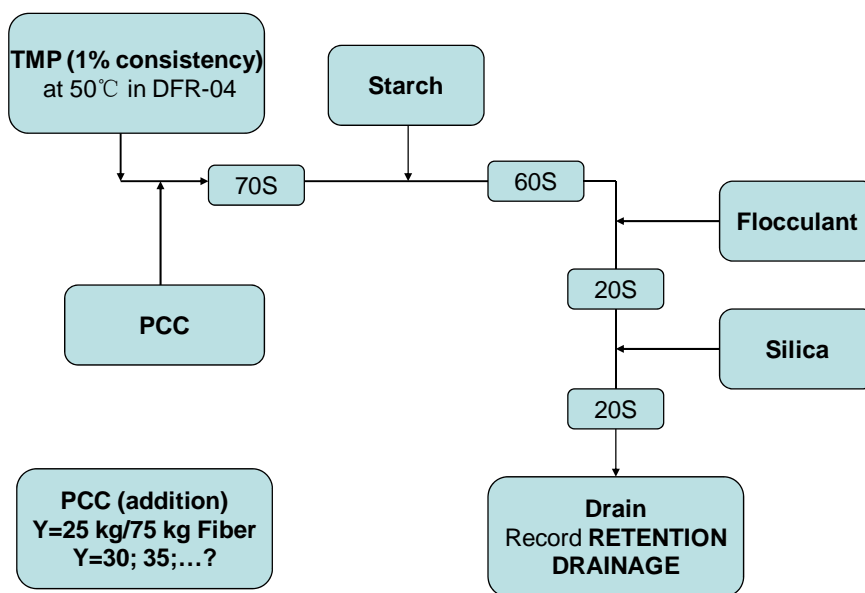 TMP (1% consistency)
at 50℃ in DFR-04
Starch
70S
60S
Flocculant
PCC
20S
Silica
20S
PCC (addition)
Y=25 kg/75 kg Fiber
Y=30; 35;...?
Drain
Record RETENTION
DRAINAGE